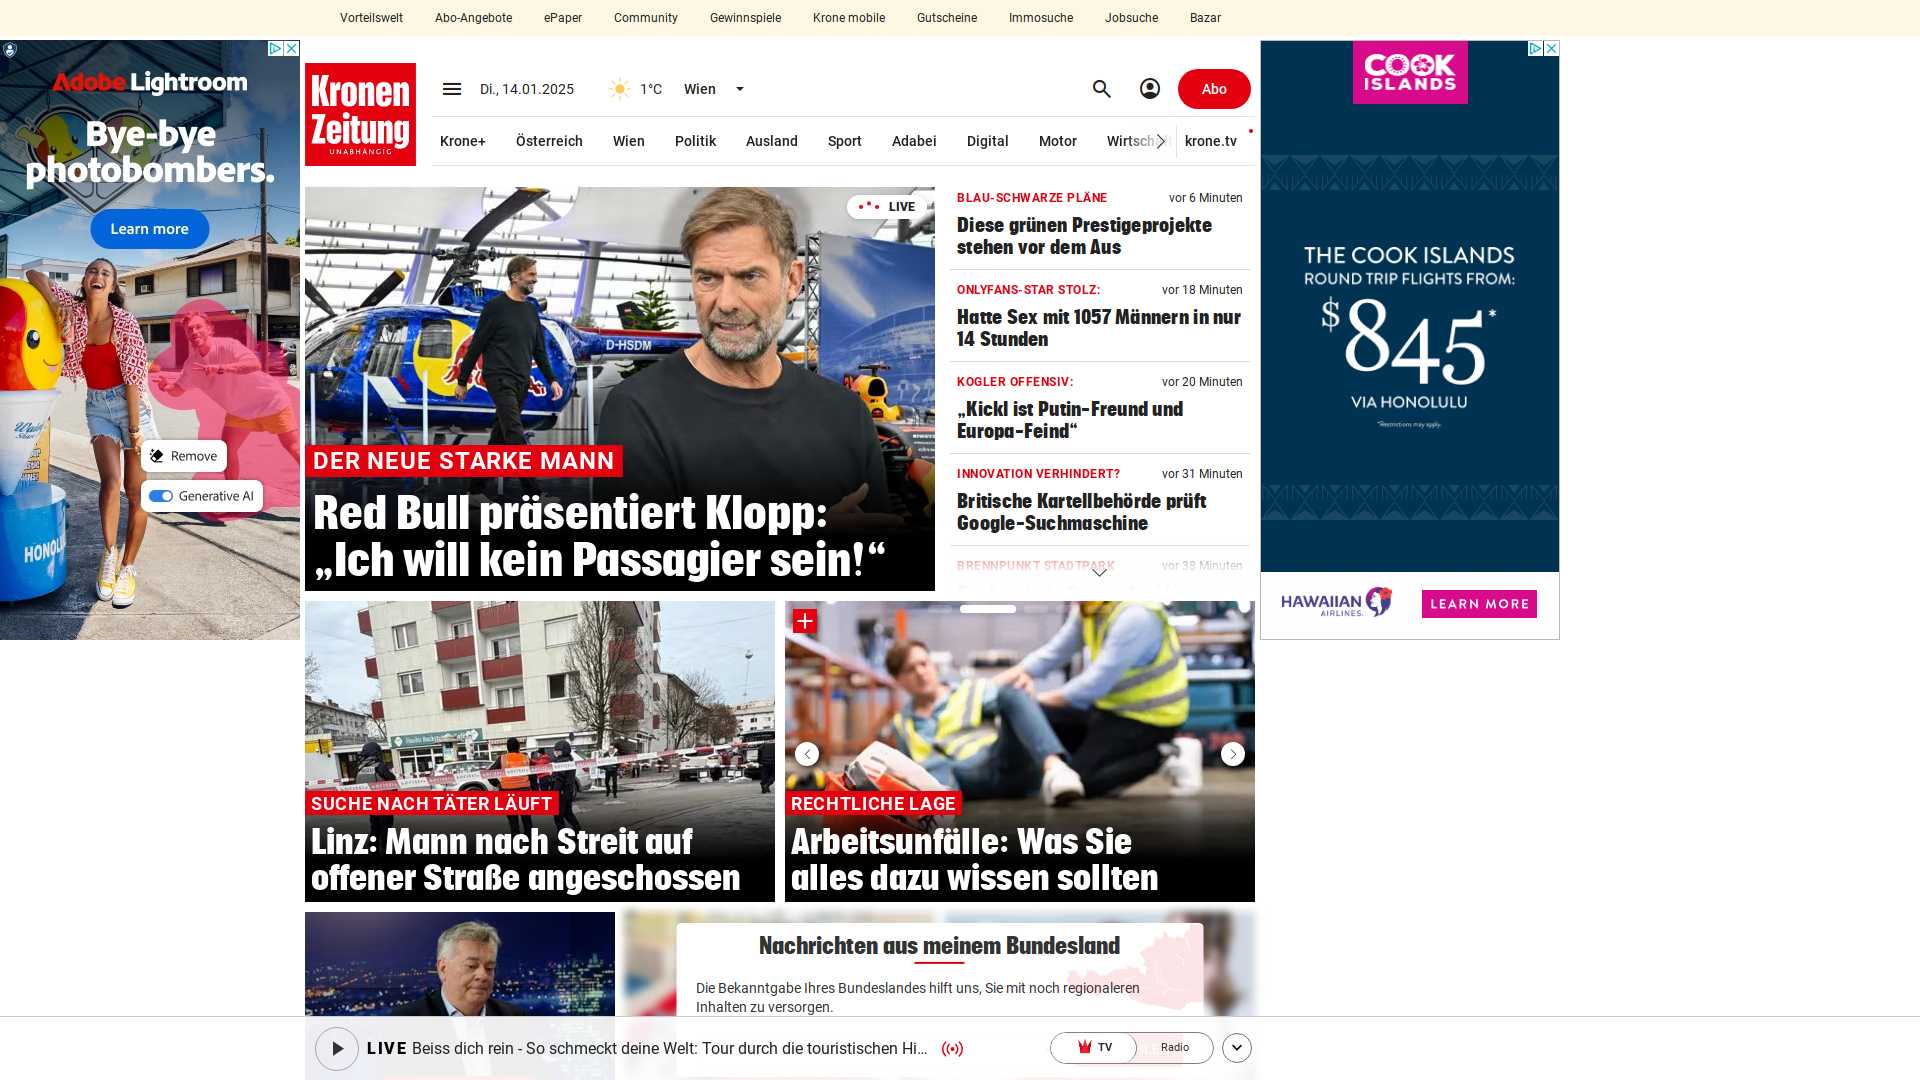 Vorteilswelt Abo-Angebote ePaper Community Gewinnspiele Krone mobile Gutscheine Immosuche Jobsuche Bazar
Adobe Lightroom
Bye-bye
photobombers.
Learn more
Remove
Generative AI
HONOL
Kronen
Zeitung
UNABHÄNGIG
Di., 14.01.2025 1°C Wien
Abo
Krone+ Österreich Wien Politik Ausland Sport Adabei Digital Motor Wirtschaft krone.tv
LIVE
D-HSDM
DER NEUE STARKE MANN
Red Bull präsentiert Klopp:
„Ich will kein Passagier sein!“
BLAU-SCHWARZE PLÄNE vor 6 Minuten
Diese grünen Prestigeprojekte
stehen vor dem Aus
ONLYFANS-STAR STOLZ: vor 18 Minuten
Hatte Sex mit 1057 Männern in nur
14 Stunden
KOGLER OFFENSIV: vor 20 Minuten
„Kickl ist Putin-Freund und
Europa-Feind“
INNOVATION VERHINDERT? vor 31 Minuten
Britische Kartellbehörde prüft
Google-Suchmaschine
BRENNPUNKT STADTPARK vor 38 Minuten
COOK
ISLANDS
THE COOK ISLANDS
ROUND TRIP FLIGHTS FROM:
$845*
VIA HONOLULU
*Restrictions may apply.
HAWAIIAN
AIRLINES.
LEARN MORE
SUCHE NACH TÄTER LÄUFT
Linz: Mann nach Streit auf
offener Straße angeschossen
RECHTLICHE LAGE
Arbeitsunfälle: Was Sie
alles dazu wissen sollten
Nachrichten aus meinem Bundesland
Die Bekanntgabe Ihres Bundeslandes hilft uns, Sie mit noch regionaleren
Inhalten zu versorgen.
LIVE Beiss dich rein - So schmeckt deine Welt: Tour durch die touristischen Hi...
TV Radio